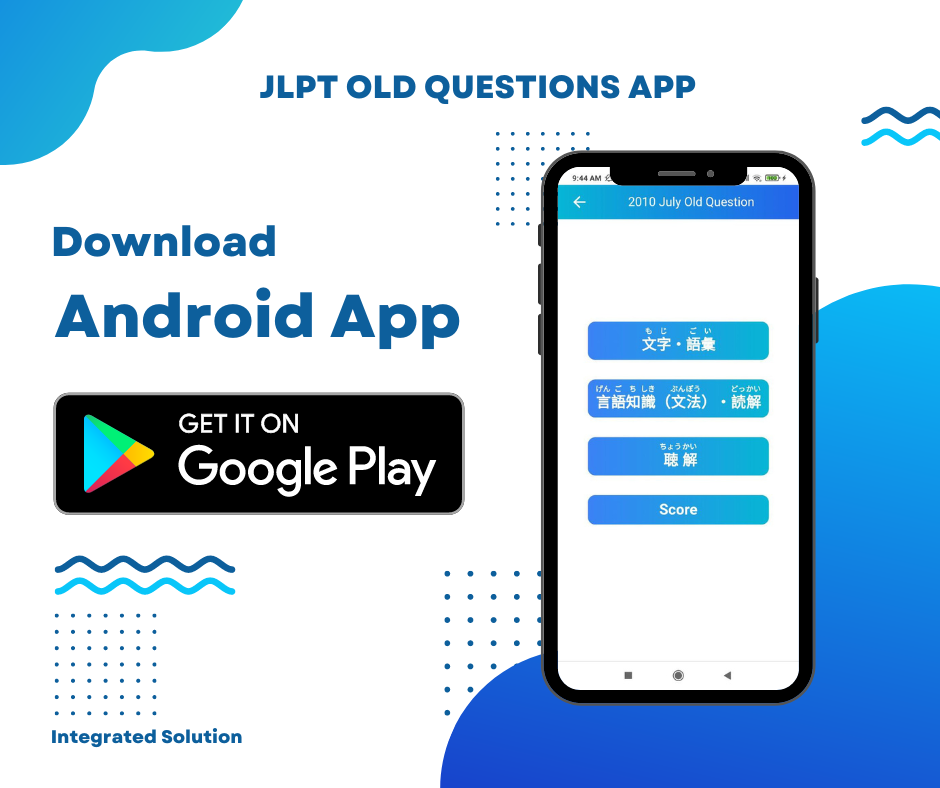 JLPT OLD QUESTIONS APP
Download
Android App
GET IT ON
Google Play
Integrated Solution
9:44 AM
2010 July Old Question
もじ ごい
文字・語彙
げんごちしき ぶんぽう どっかい
言語知識（文法）・読解
ちょうかい
聴解
Score